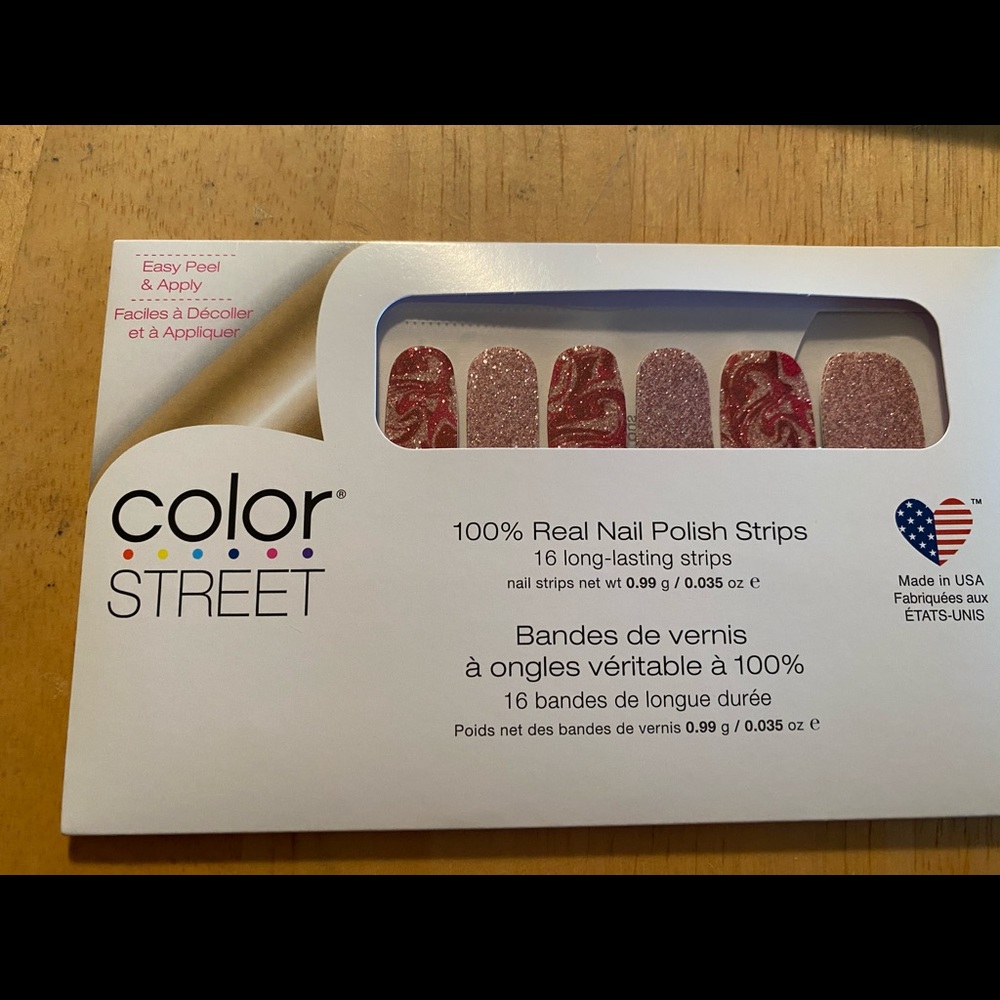 Easy Peel
& Apply
Faciles à Décoller
et à Appliquer
color®
STREET
100% Real Nail Polish Strips
16 long-lasting strips
nail strips net wt 0.99 g / 0.035 oz e
Bandes de vernis
à ongles véritable à 100%
16 bandes de longue durée
Poids net des bandes de vernis 0.99 g / 0.035 oz e
TM
Made in USA
Fabriquées aux
ÉTATS-UNIS